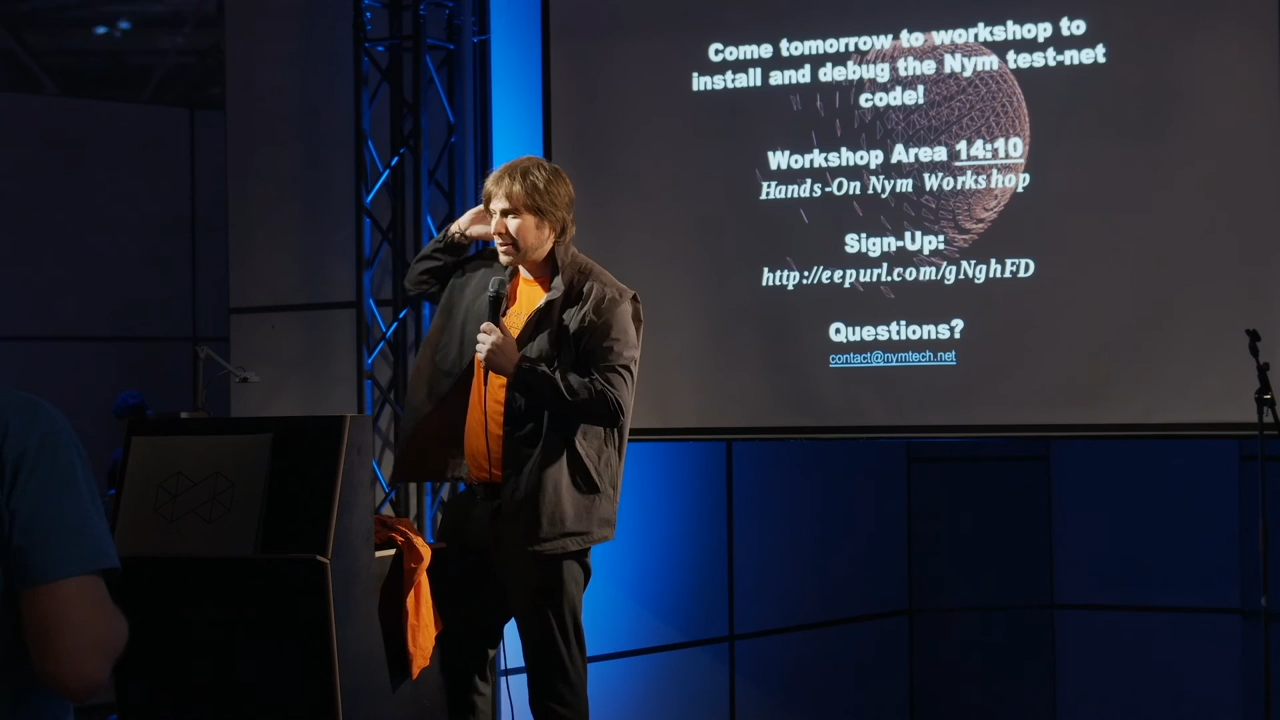 Come tomorrow to workshop to
install and debug the Nym test-net
code!
Workshop Area 14:10
Hands-On Nym Workshop
Sign-Up:
http://eepurl.com/gNghFD
Questions?
contact@nymtech.net